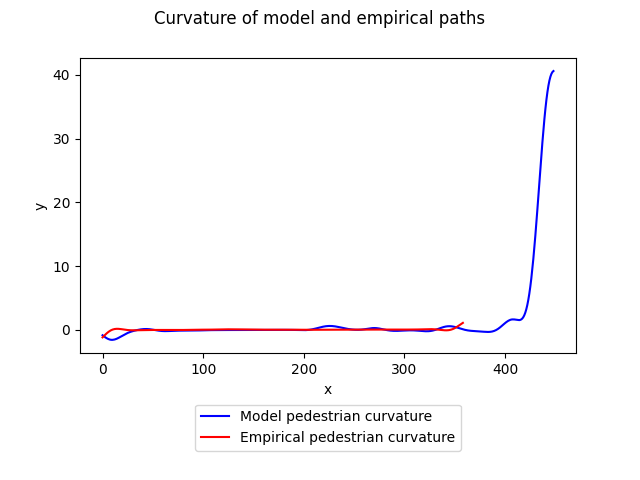 Curvature of model and empirical paths
40
30
20
10
0
y
0 100 200 300 400
x
Model pedestrian curvature
Empirical pedestrian curvature